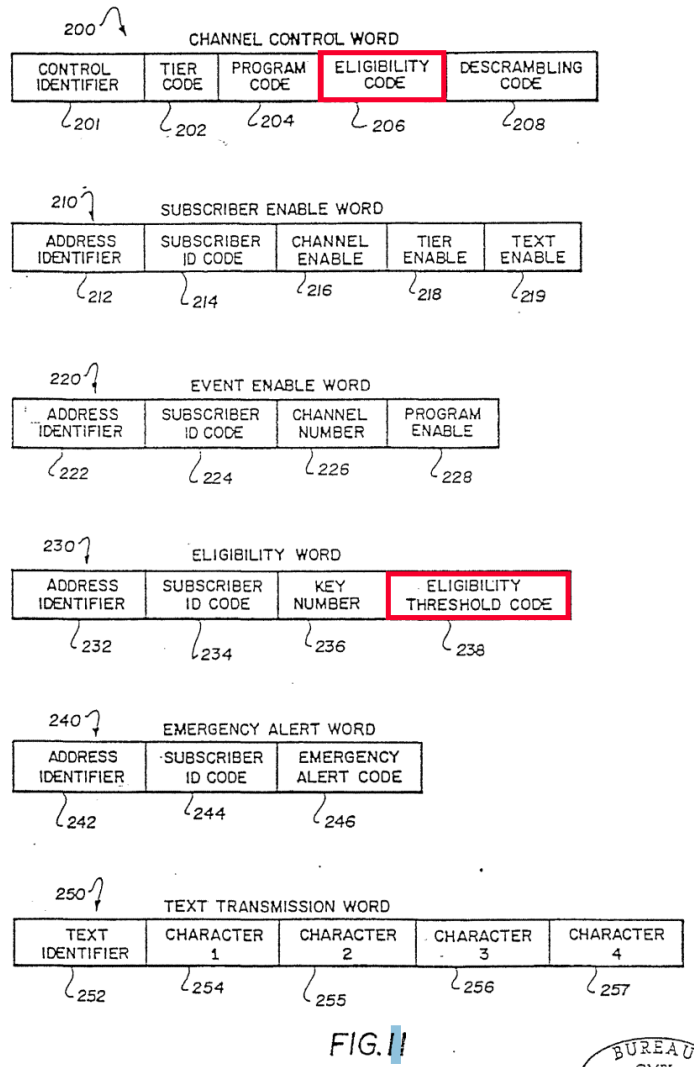 200
CHANNEL CONTROL WORD
CONTROL IDENTIFIER TIER CODE PROGRAM CODE ELIGIBILITY CODE DESCRAMBLING CODE
201 202 204 206 208
210
SUBSCRIBER ENABLE WORD
ADDRESS IDENTIFIER SUBSCRIBER ID CODE CHANNEL ENABLE TIER ENABLE TEXT ENABLE
212 214 216 218 219
220
EVENT ENABLE WORD
ADDRESS IDENTIFIER SUBSCRIBER ID CODE CHANNEL NUMBER PROGRAM ENABLE
222 224 226 228
230
ELIGIBILITY WORD
ADDRESS IDENTIFIER SUBSCRIBER ID CODE KEY NUMBER ELIGIBILITY THRESHOLD CODE
232 234 236 238
240
EMERGENCY ALERT WORD
ADDRESS IDENTIFIER SUBSCRIBER ID CODE EMERGENCY ALERT CODE
242 244 246
250
TEXT TRANSMISSION WORD
TEXT IDENTIFIER CHARACTER 1 CHARACTER 2 CHARACTER 3 CHARACTER 4
252 254 255 256 257
FIG. 11
BUREAU